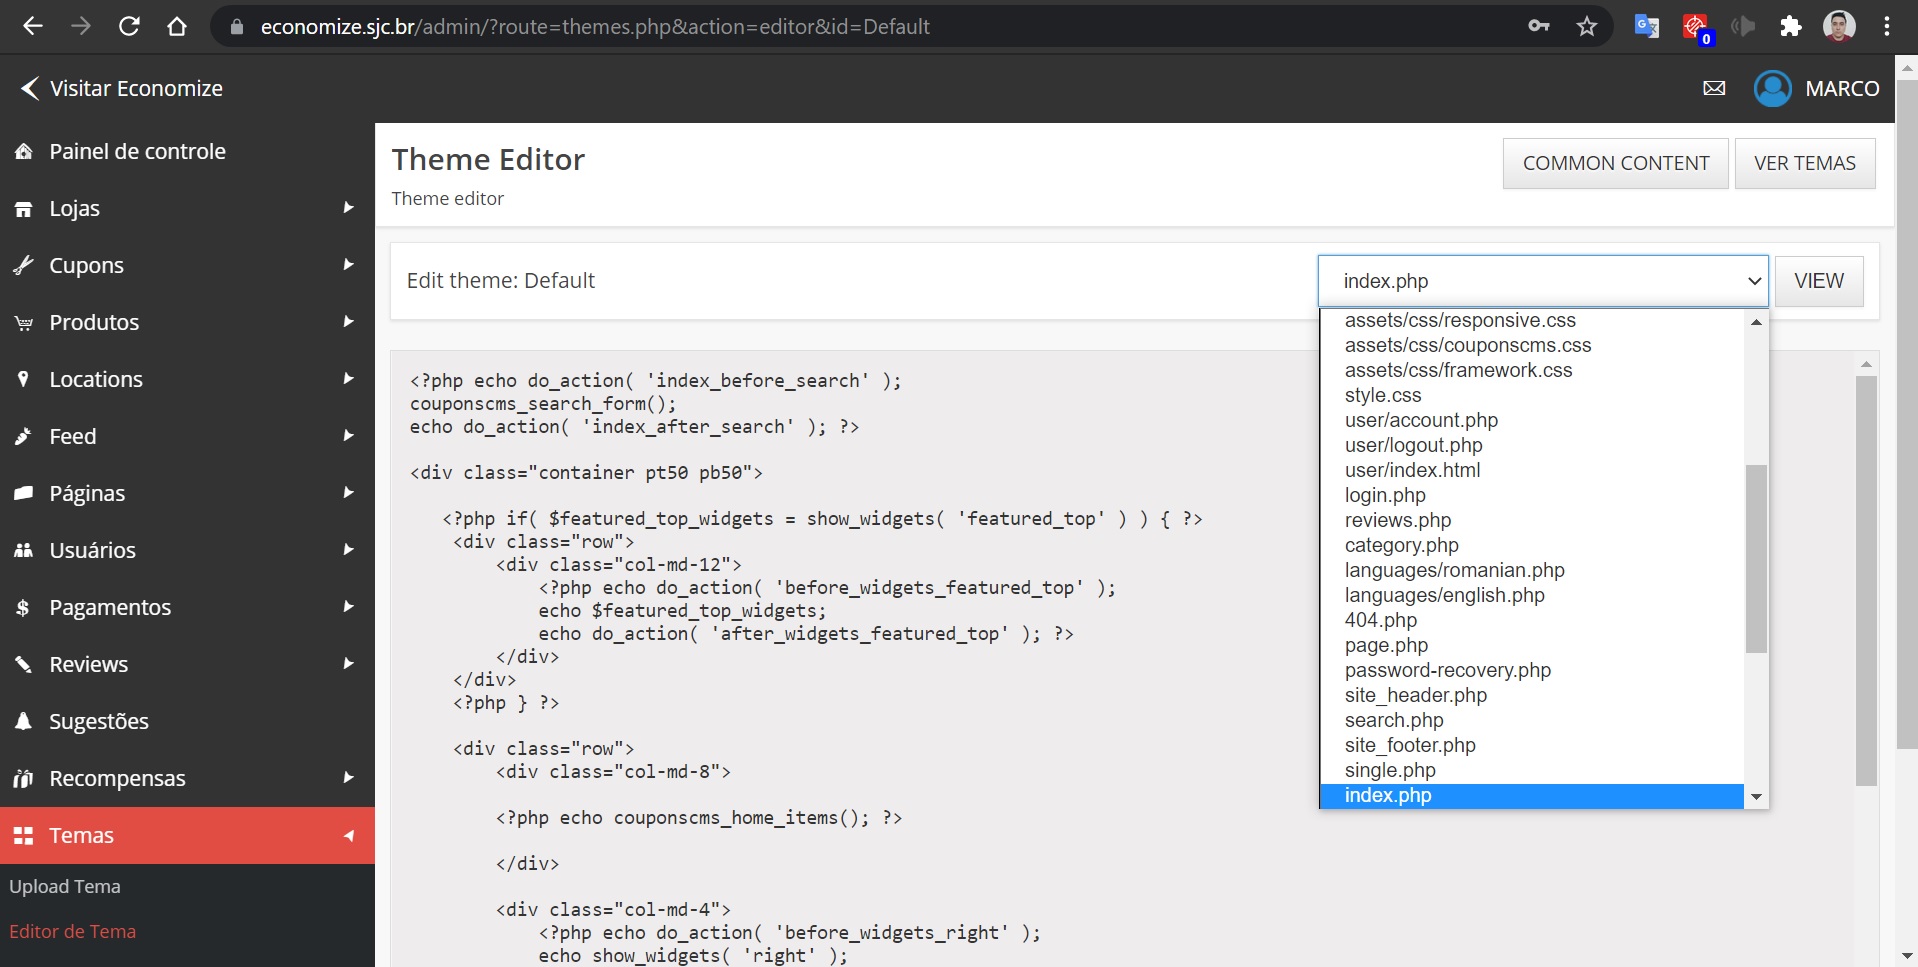 economize.sjc.br/admin/?route=themes.php&action=editor&id=Default
0
Visitar Economize
MARCO
Painel de controle
Lojas
Cupons
Produtos
Locations
Feed
Páginas
Usuários
Pagamentos
Reviews
Sugestões
Recompensas
Temas
Upload Tema
Editor de Tema
Theme Editor
Theme editor
COMMON CONTENT
VER TEMAS
Edit theme: Default
index.php
VIEW
assets/css/responsive.css
assets/css/couponscms.css
assets/css/framework.css
style.css
user/account.php
user/logout.php
user/index.html
login.php
reviews.php
category.php
languages/romanian.php
languages/english.php
404.php
page.php
password-recovery.php
site_header.php
search.php
site_footer.php
single.php
index.php
<?php echo do_action( 'index_before_search' );
couponscms_search_form();
echo do_action( 'index_after_search' ); ?>
<div class="container pt50 pb50">
<?php if( $featured_top_widgets = show_widgets( 'featured_top' ) ) { ?>
<div class="row">
<div class="col-md-12">
<?php echo do_action( 'before_widgets_featured_top' );
echo $featured_top_widgets;
echo do_action( 'after_widgets_featured_top' ); ?>
</div>
</div>
<?php } ?>
<div class="row">
<div class="col-md-8">
<?php echo couponscms_home_items(); ?>
</div>
<div class="col-md-4">
<?php echo do_action( 'before_widgets_right' );
echo show_widgets( 'right' );